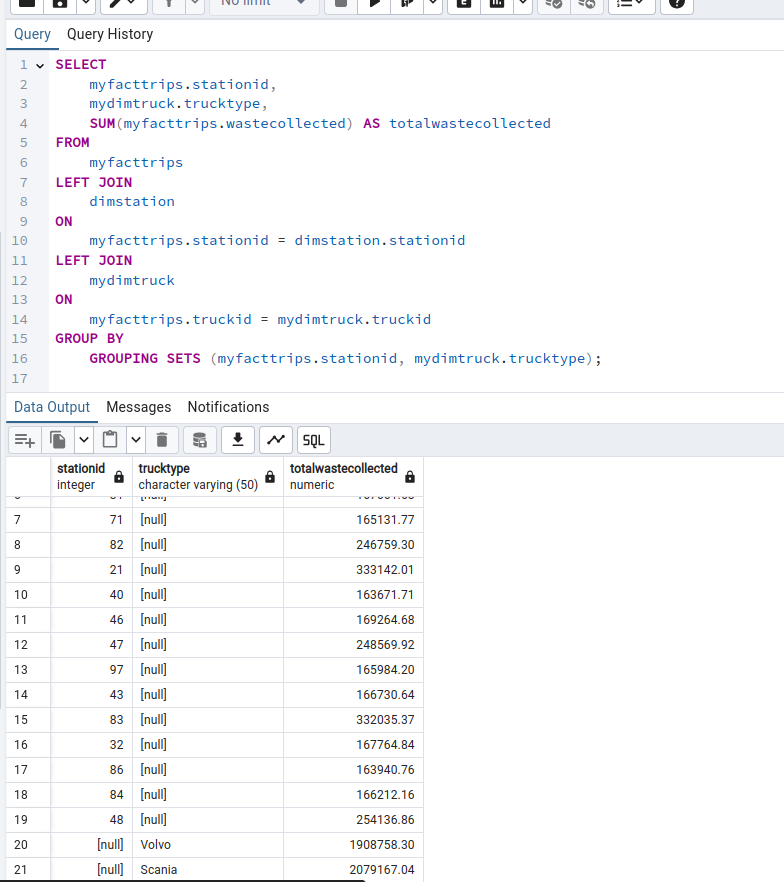 No limit
Query Query History
1 SELECT
2 myfacttrips.stationid,
3 mydimtruck.trucktype,
4 SUM(myfacttrips.wastecollected) AS totalwastecollected
5 FROM
6 myfacttrips
7 LEFT JOIN
8 dimstation
9 ON
10 myfacttrips.stationid = dimstation.stationid
11 LEFT JOIN
12 mydimtruck
13 ON
14 myfacttrips.truckid = mydimtruck.truckid
15 GROUP BY
16 GROUPING SETS (myfacttrips.stationid, mydimtruck.trucktype);
17
Data Output Messages Notifications
SQL
stationid trucktype totalwastecollected
integer character varying (50) numeric
7 71 [null] 165131.77
8 82 [null] 246759.30
9 21 [null] 333142.01
10 40 [null] 163671.71
11 46 [null] 169264.68
12 47 [null] 248569.92
13 97 [null] 165984.20
14 43 [null] 166730.64
15 83 [null] 332035.37
16 32 [null] 167764.84
17 86 [null] 163940.76
18 84 [null] 166212.16
19 48 [null] 254136.86
20 [null] Volvo 1908758.30
21 [null] Scania 2079167.04